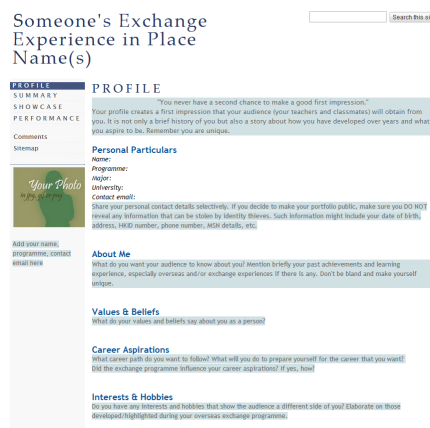 Someone's Exchange
Experience in Place
Name(s)
Search this si
PROFILE
SUMMARY
SHOWCASE
PERFORMANCE
Comments
Sitemap
Your Photo
in jpg, gif or png
Add your name,
programme, contact
email here
PROFILE
"You never have a second chance to make a good first impression."
Your profile creates a first impression that your audience (your teachers and classmates) will obtain from
you. It is not only a brief history of you but also a story about how you have developed over years and what
you aspire to be. Remember you are unique.
Personal Particulars
Name:
Programme:
Major:
University:
Contact email:
Share your personal contact details selectively. If you decide to make your portfolio public, make sure you DO NOT
reveal any information that can be stolen by identity thieves. Such information might include your date of birth,
address, HKID number, phone number, MSN details, etc.
About Me
What do you want your audience to know about you? Mention briefly your past achievements and learning
experience, especially overseas and/or exchange experiences if there is any. Don't be bland and make yourself
unique.
Values & Beliefs
What do your values and beliefs say about you as a person?
Career Aspirations
What career path do you want to follow? What will you do to prepare yourself for the career that you want?
Did the exchange programme influence your career aspirations? If yes, how?
Interests & Hobbies
Do you have any interests and hobbies that show the audience a different side of you? Elaborate on those
developed/highlighted during your overseas exchange programme.